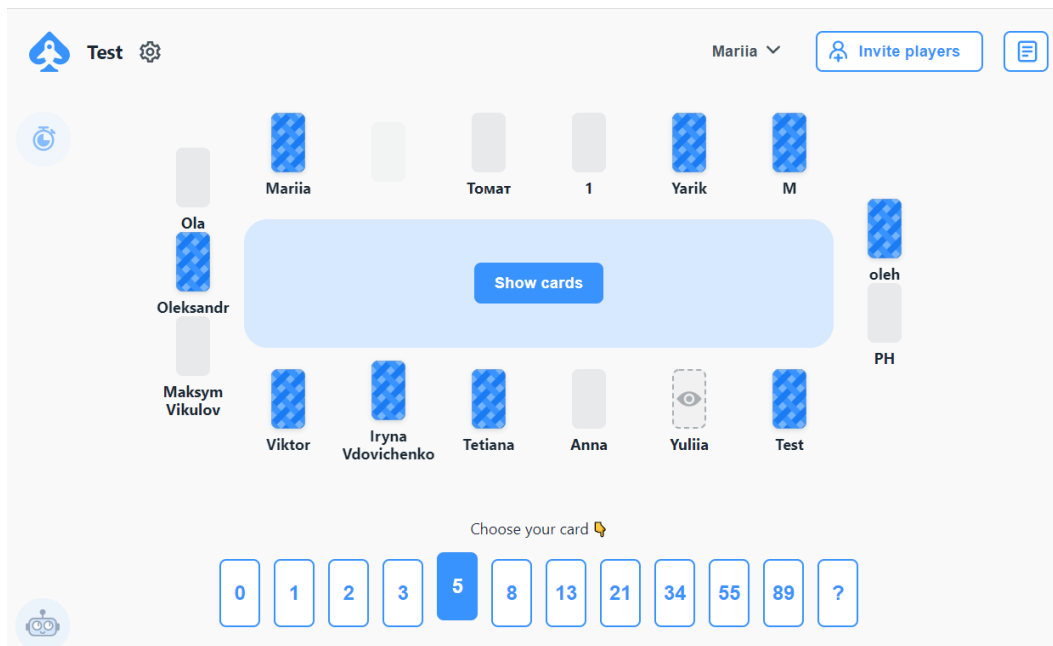 Test
Mariia
Invite players
Mariia
Томат
1
Yarik
M
Ola
oleh
Oleksandr
Show cards
PH
Maksym
Vikulov
Viktor
Iryna
Vdovichenko
Tetiana
Anna
Yuliia
Test
Choose your card
0 1 2 3 5 8 13 21 34 55 89 ?